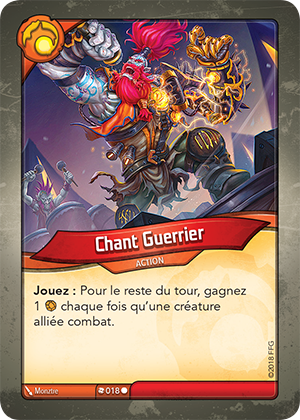 Chant Guerrier
ACTION
Jouez : Pour le reste du tour, gagnez
1 chaque fois qu'une créature
alliée combat.
Monztre
018
©2018 FFG